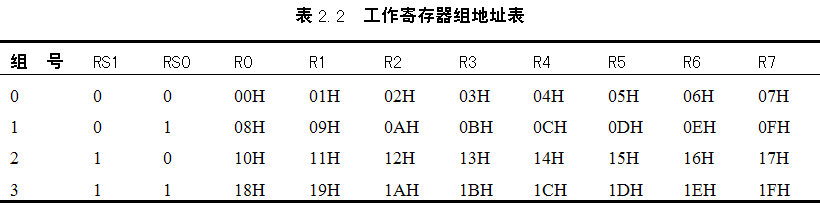 表2.2 工作寄存器组地址表
组 号 RS1 RS0 R0 R1 R2 R3 R4 R5 R6 R7
0 0 0 00H 01H 02H 03H 04H 05H 06H 07H
1 0 1 08H 09H 0AH 0BH 0CH 0DH 0EH 0FH
2 1 0 10H 11H 12H 13H 14H 15H 16H 17H
3 1 1 18H 19H 1AH 1BH 1CH 1DH 1EH 1FH